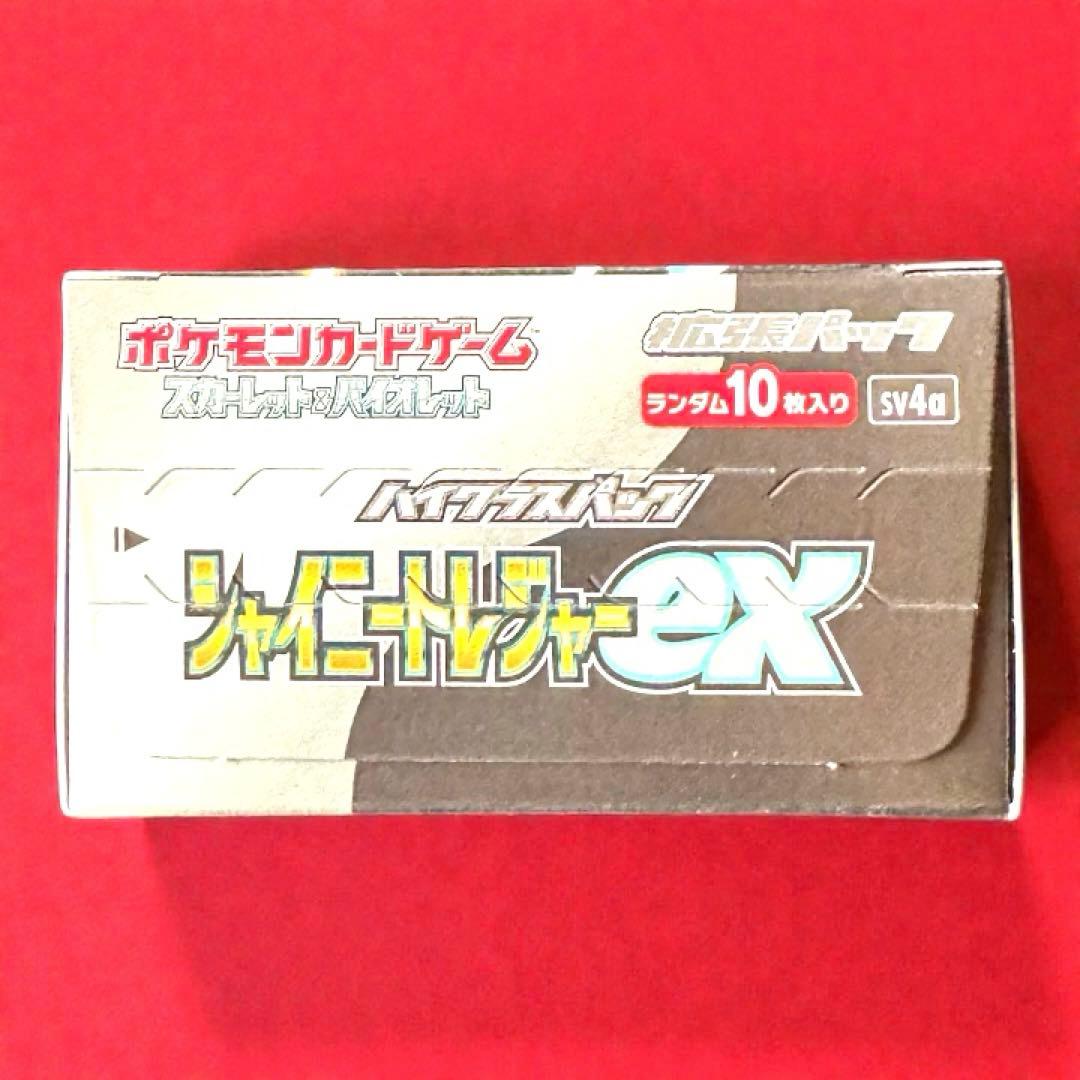 ポケモンカードゲーム
スカーレット&バイオレット
拡張パック
ランダム10枚入り
sv4a
ハイクラスパック
シャイニートレジャーex